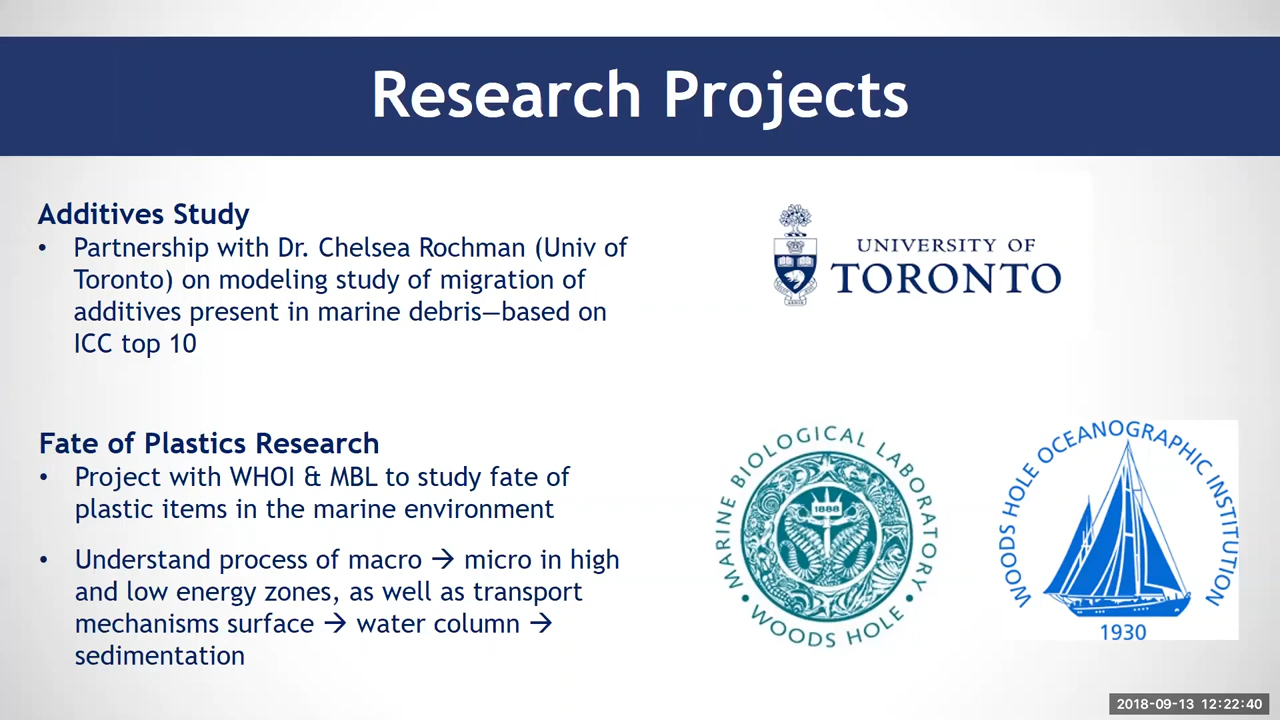 Research Projects
Additives Study
• Partnership with Dr. Chelsea Rochman (Univ of
Toronto) on modeling study of migration of
additives present in marine debris—based on
ICC top 10
UNIVERSITY OF
TORONTO
Fate of Plastics Research
• Project with WHOI & MBL to study fate of
plastic items in the marine environment
• Understand process of macro → micro in high
and low energy zones, as well as transport
mechanisms surface → water column →
sedimentation
MARINE BIOLOGICAL LABORATORY
1888
• WOODS HOLE •
WOODS HOLE OCEANOGRAPHIC INSTITUTION
1930
2018-09-13 12:22:40